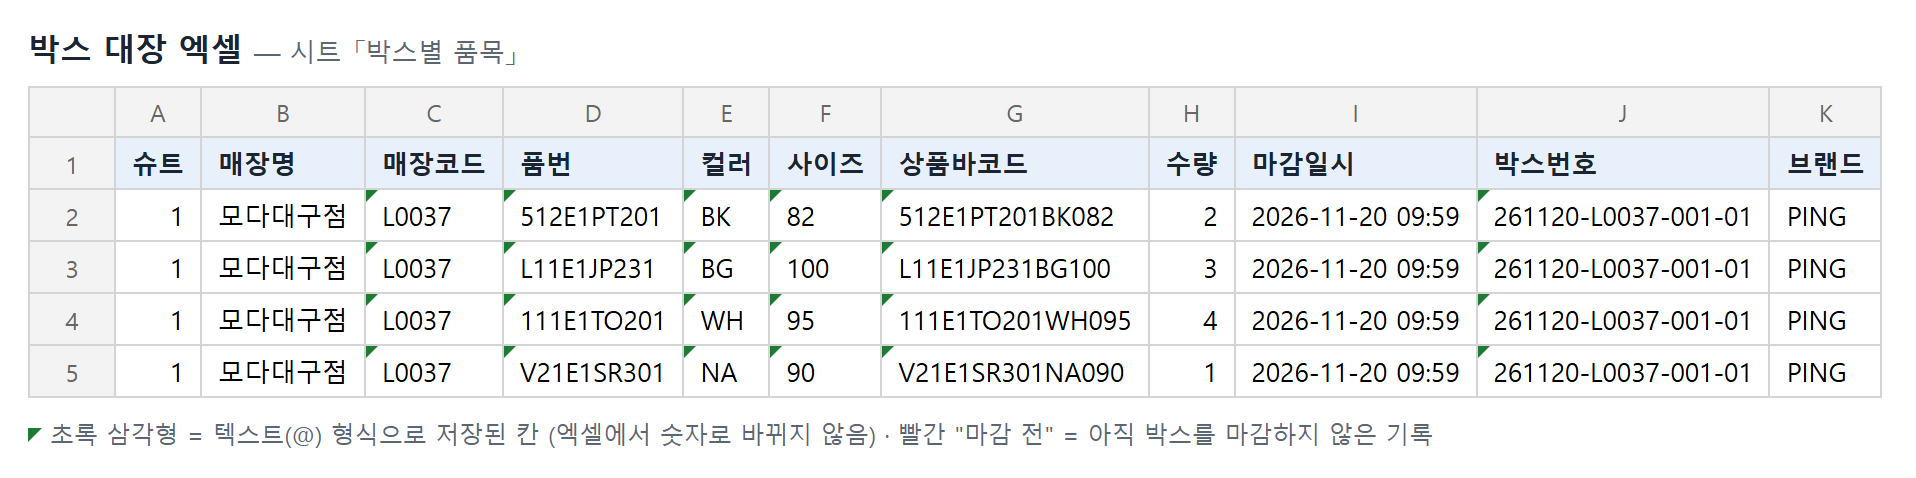 박스 대장 엑셀 — 시트「박스별 품목」
A B C D E F G H I J K
1 슈트 매장명 매장코드 품번 컬러 사이즈 상품바코드 수량 마감일시 박스번호 브랜드
2 1 모다대구점 L0037 512E1PT201 BK 82 512E1PT201BK082 2 2026-11-20 09:59 261120-L0037-001-01 PING
3 1 모다대구점 L0037 L11E1JP231 BG 100 L11E1JP231BG100 3 2026-11-20 09:59 261120-L0037-001-01 PING
4 1 모다대구점 L0037 111E1TO201 WH 95 111E1TO201WH095 4 2026-11-20 09:59 261120-L0037-001-01 PING
5 1 모다대구점 L0037 V21E1SR301 NA 90 V21E1SR301NA090 1 2026-11-20 09:59 261120-L0037-001-01 PING
초록 삼각형 = 텍스트(@) 형식으로 저장된 칸 (엑셀에서 숫자로 바뀌지 않음) · 빨간 "마감 전" = 아직 박스를 마감하지 않은 기록